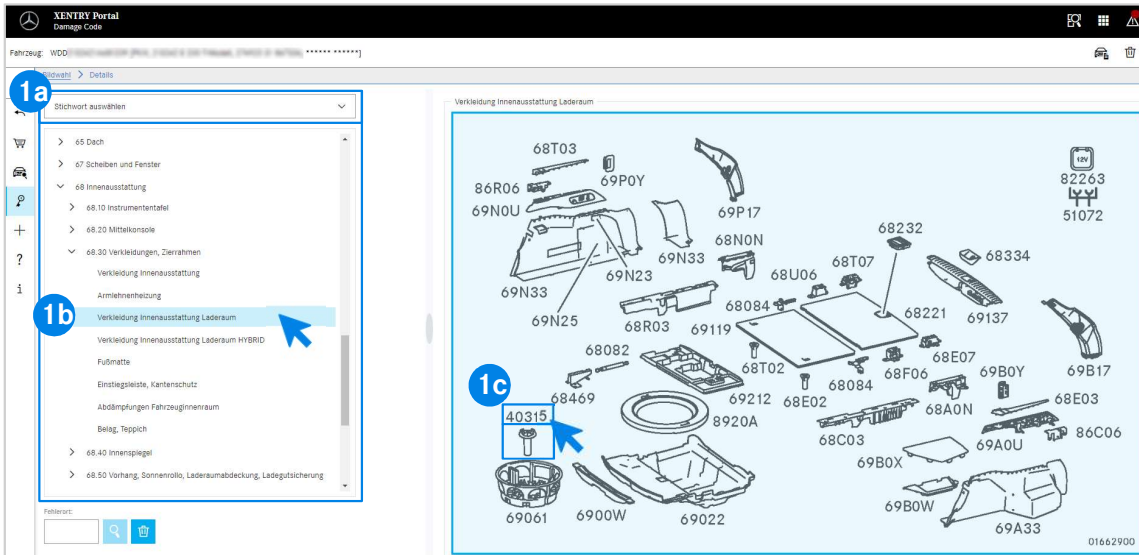 XENTRY Portal
Damage Code
Fahrzeug: WDD ****** ******]
Bildwahl > Details
1a
Stichwort auswählen
65 Dach
67 Scheiben und Fenster
68 Innenausstattung
68.10 Instrumententafel
68.20 Mittelkonsole
68.30 Verkleidungen, Zierrahmen
Verkleidung Innenausstattung
Armlehnenheizung
1b
Verkleidung Innenausstattung Laderaum
Verkleidung Innenausstattung Laderaum HYBRID
Fußmatte
Einstiegsleiste, Kantenschutz
Abdämpfungen Fahrzeuginnenraum
Belag, Teppich
68.40 Innenspiegel
68.50 Vorhang, Sonnenrollo, Laderaumabdeckung, Ladegutsicherung
Fehlerort:
Verkleidung Innenausstattung Laderaum
68T03
86R06
69P0Y
69N0U
69P17
12V
82263
51072
68232
68N0N
69N33
68334
69N23
68U06
68T07
69N33
68084
69N25
68R03
69119
68221
69137
68082
68T02
68E07
69B17
68084
68F06
69B0Y
1c
68469
69212
68E02
68A0N
68E03
40315
8920A
68C03
69A0U
86C06
69B0X
69061
6900W
69022
69B0W
69A33
01662900